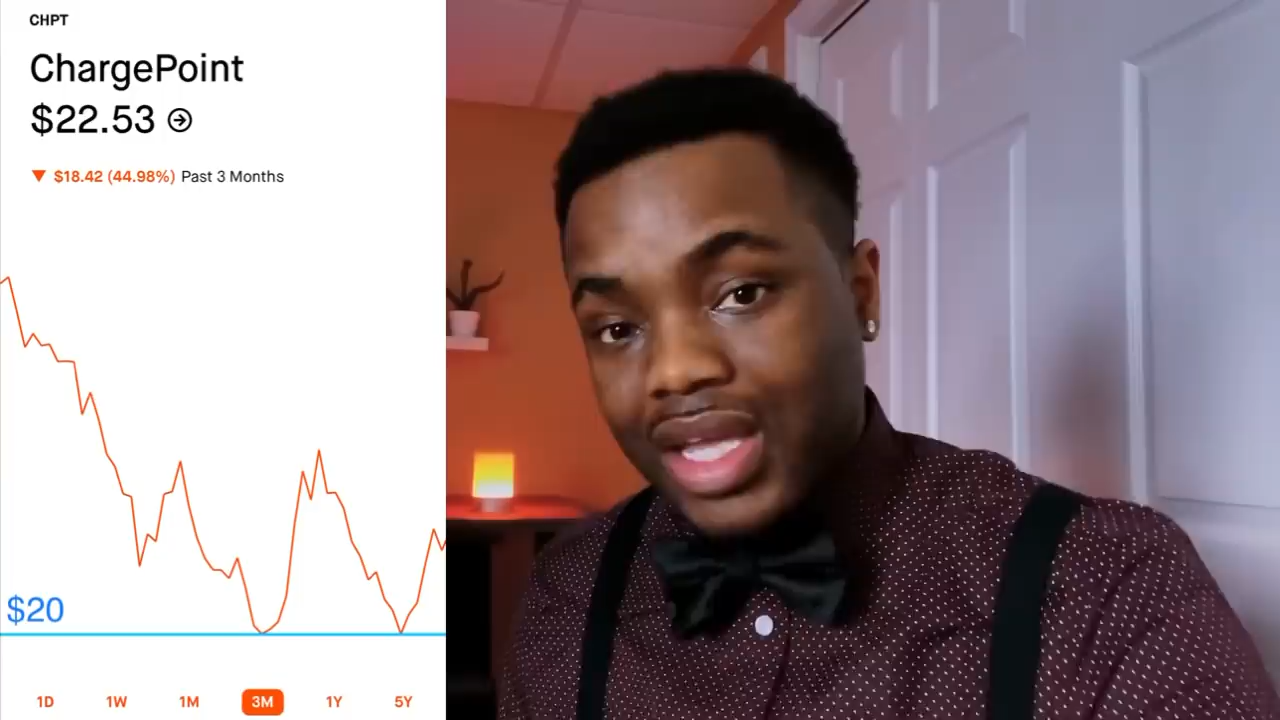 CHPT
ChargePoint
$22.53
▼ $18.42 (44.98%) Past 3 Months
$20
1D 1W 1M 3M 1Y 5Y